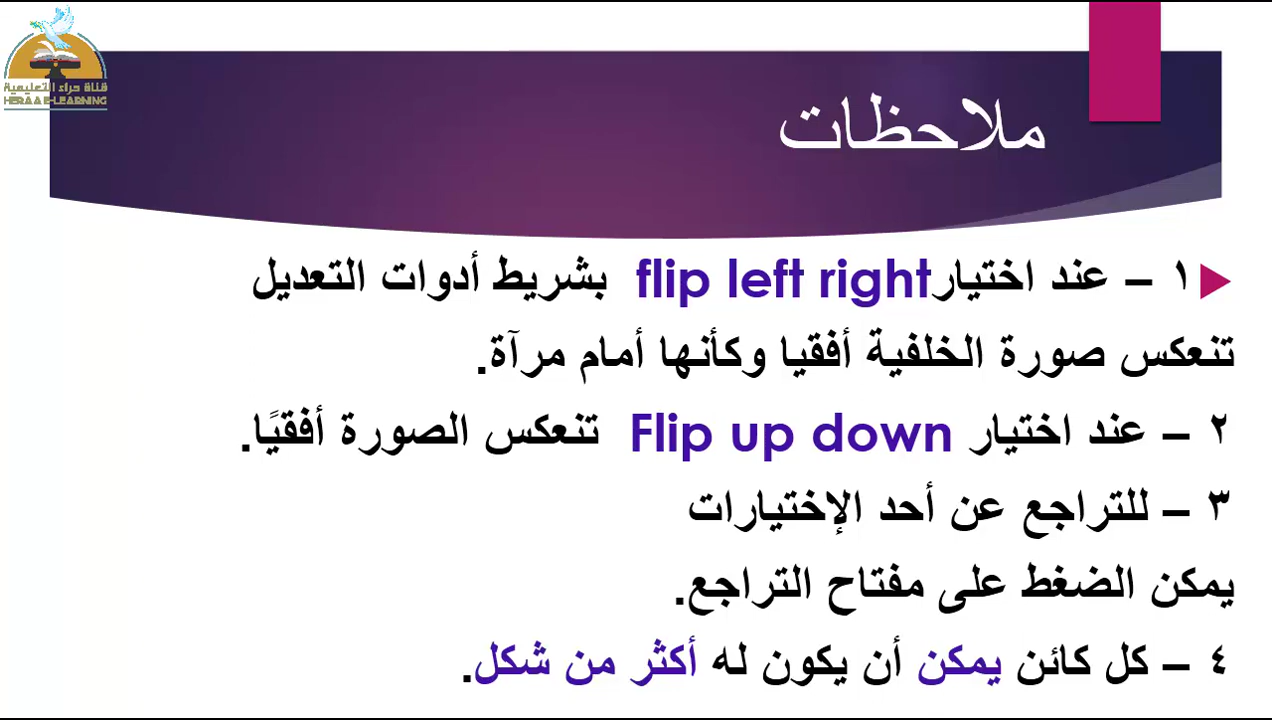 قناة حراء التعليمية
HERAA E-LEARNING
ملاحظات
١ – عند اختيار flip left right بشريط أدوات التعديل
تنعكس صورة الخلفية أفقيا وكأنها أمام مرآة.
٢ – عند اختيار Flip up down تنعكس الصورة أفقيًا.
٣ – للتراجع عن أحد الإختيارات
يمكن الضغط على مفتاح التراجع.
٤ – كل كائن يمكن أن يكون له أكثر من شكل.